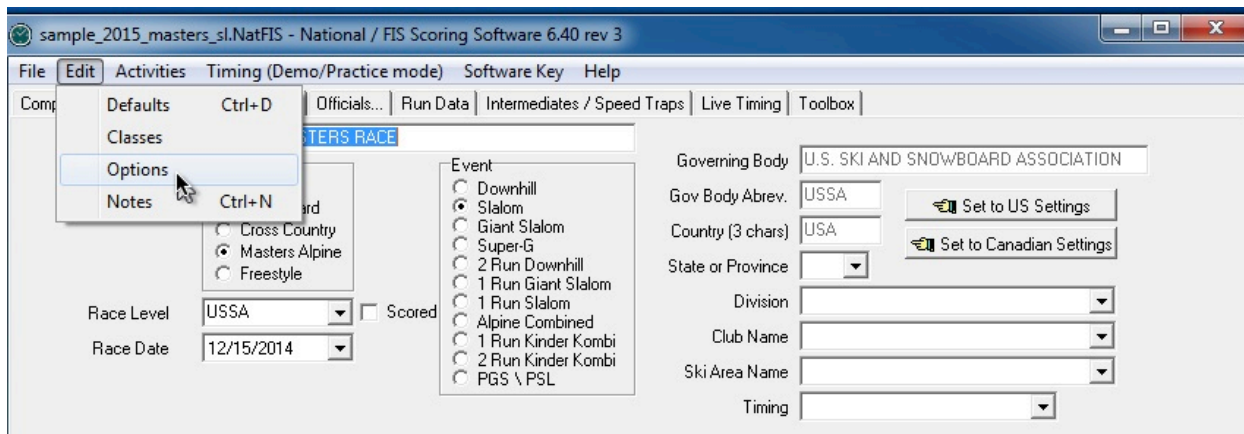 sample_2015_masters_sl.NatFIS - National / FIS Scoring Software 6.40 rev 3
File Edit Activities Timing (Demo/Practice mode) Software Key Help
Officials... Run Data Intermediates / Speed Traps Live Timing Toolbox
Defaults Ctrl+D
Classes
Options
Notes Ctrl+N
RACE
Cross Country
Masters Alpine
Freestyle
Race Level USSA Scored
Race Date 12/15/2014
Event
Downhill
Slalom
Giant Slalom
Super-G
2 Run Downhill
1 Run Giant Slalom
1 Run Slalom
Alpine Combined
1 Run Kinder Kombi
2 Run Kinder Kombi
PGS \ PSL
Governing Body U.S. SKI AND SNOWBOARD ASSOCIATION
Gov Body Abrev. USSA
Set to US Settings
Country (3 chars) USA
Set to Canadian Settings
State or Province
Division
Club Name
Ski Area Name
Timing